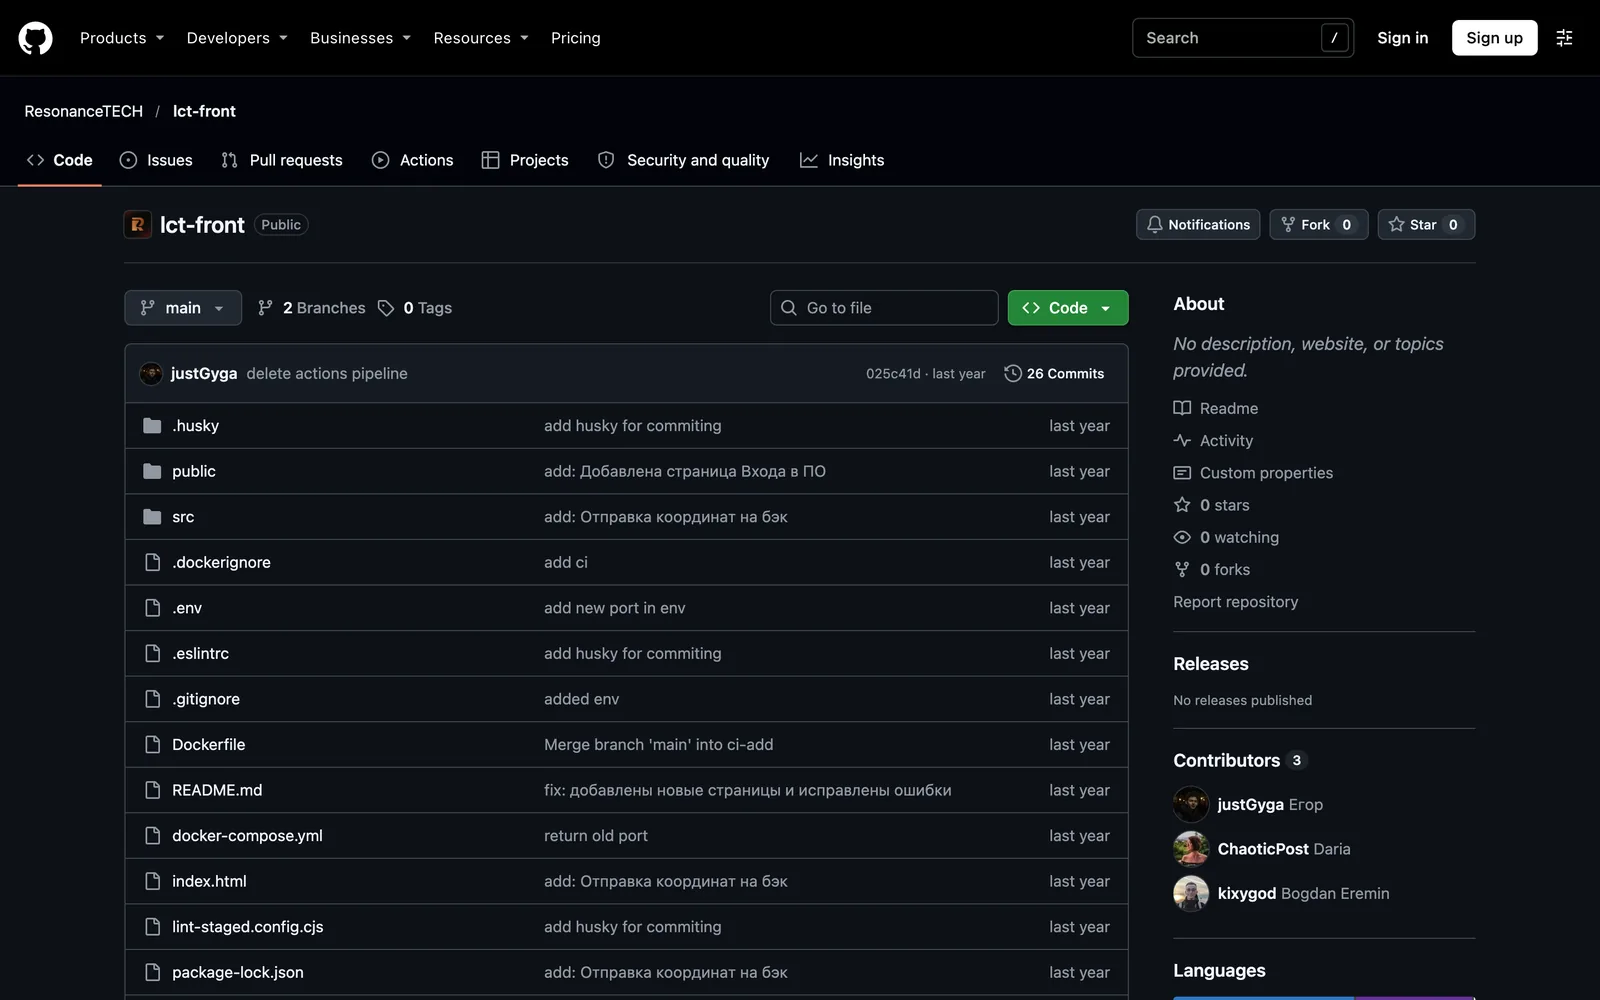 Products Developers Businesses Resources Pricing Search / Sign in Sign up
ResonanceTECH / lct-front
Code Issues Pull requests Actions Projects Security and quality Insights
lct-front Public Notifications Fork 0 Star 0
main 2 Branches 0 Tags Go to file Code
justGyga delete actions pipeline 025c41d · last year 26 Commits
.husky add husky for commiting last year
public add: Добавлена страница Входа в ПО last year
src add: Отправка координат на бэк last year
.dockerignore add ci last year
.env add new port in env last year
.eslintrc add husky for commiting last year
.gitignore added env last year
Dockerfile Merge branch 'main' into ci-add last year
README.md fix: добавлены новые страницы и исправлены ошибки last year
docker-compose.yml return old port last year
index.html add: Отправка координат на бэк last year
lint-staged.config.cjs add husky for commiting last year
package-lock.json add: Отправка координат на бэк last year
About
No description, website, or topics
provided.
Readme
Activity
Custom properties
0 stars
0 watching
0 forks
Report repository
Releases
No releases published
Contributors 3
justGyga Егор
ChaoticPost Daria
kixygod Bogdan Eremin
Languages